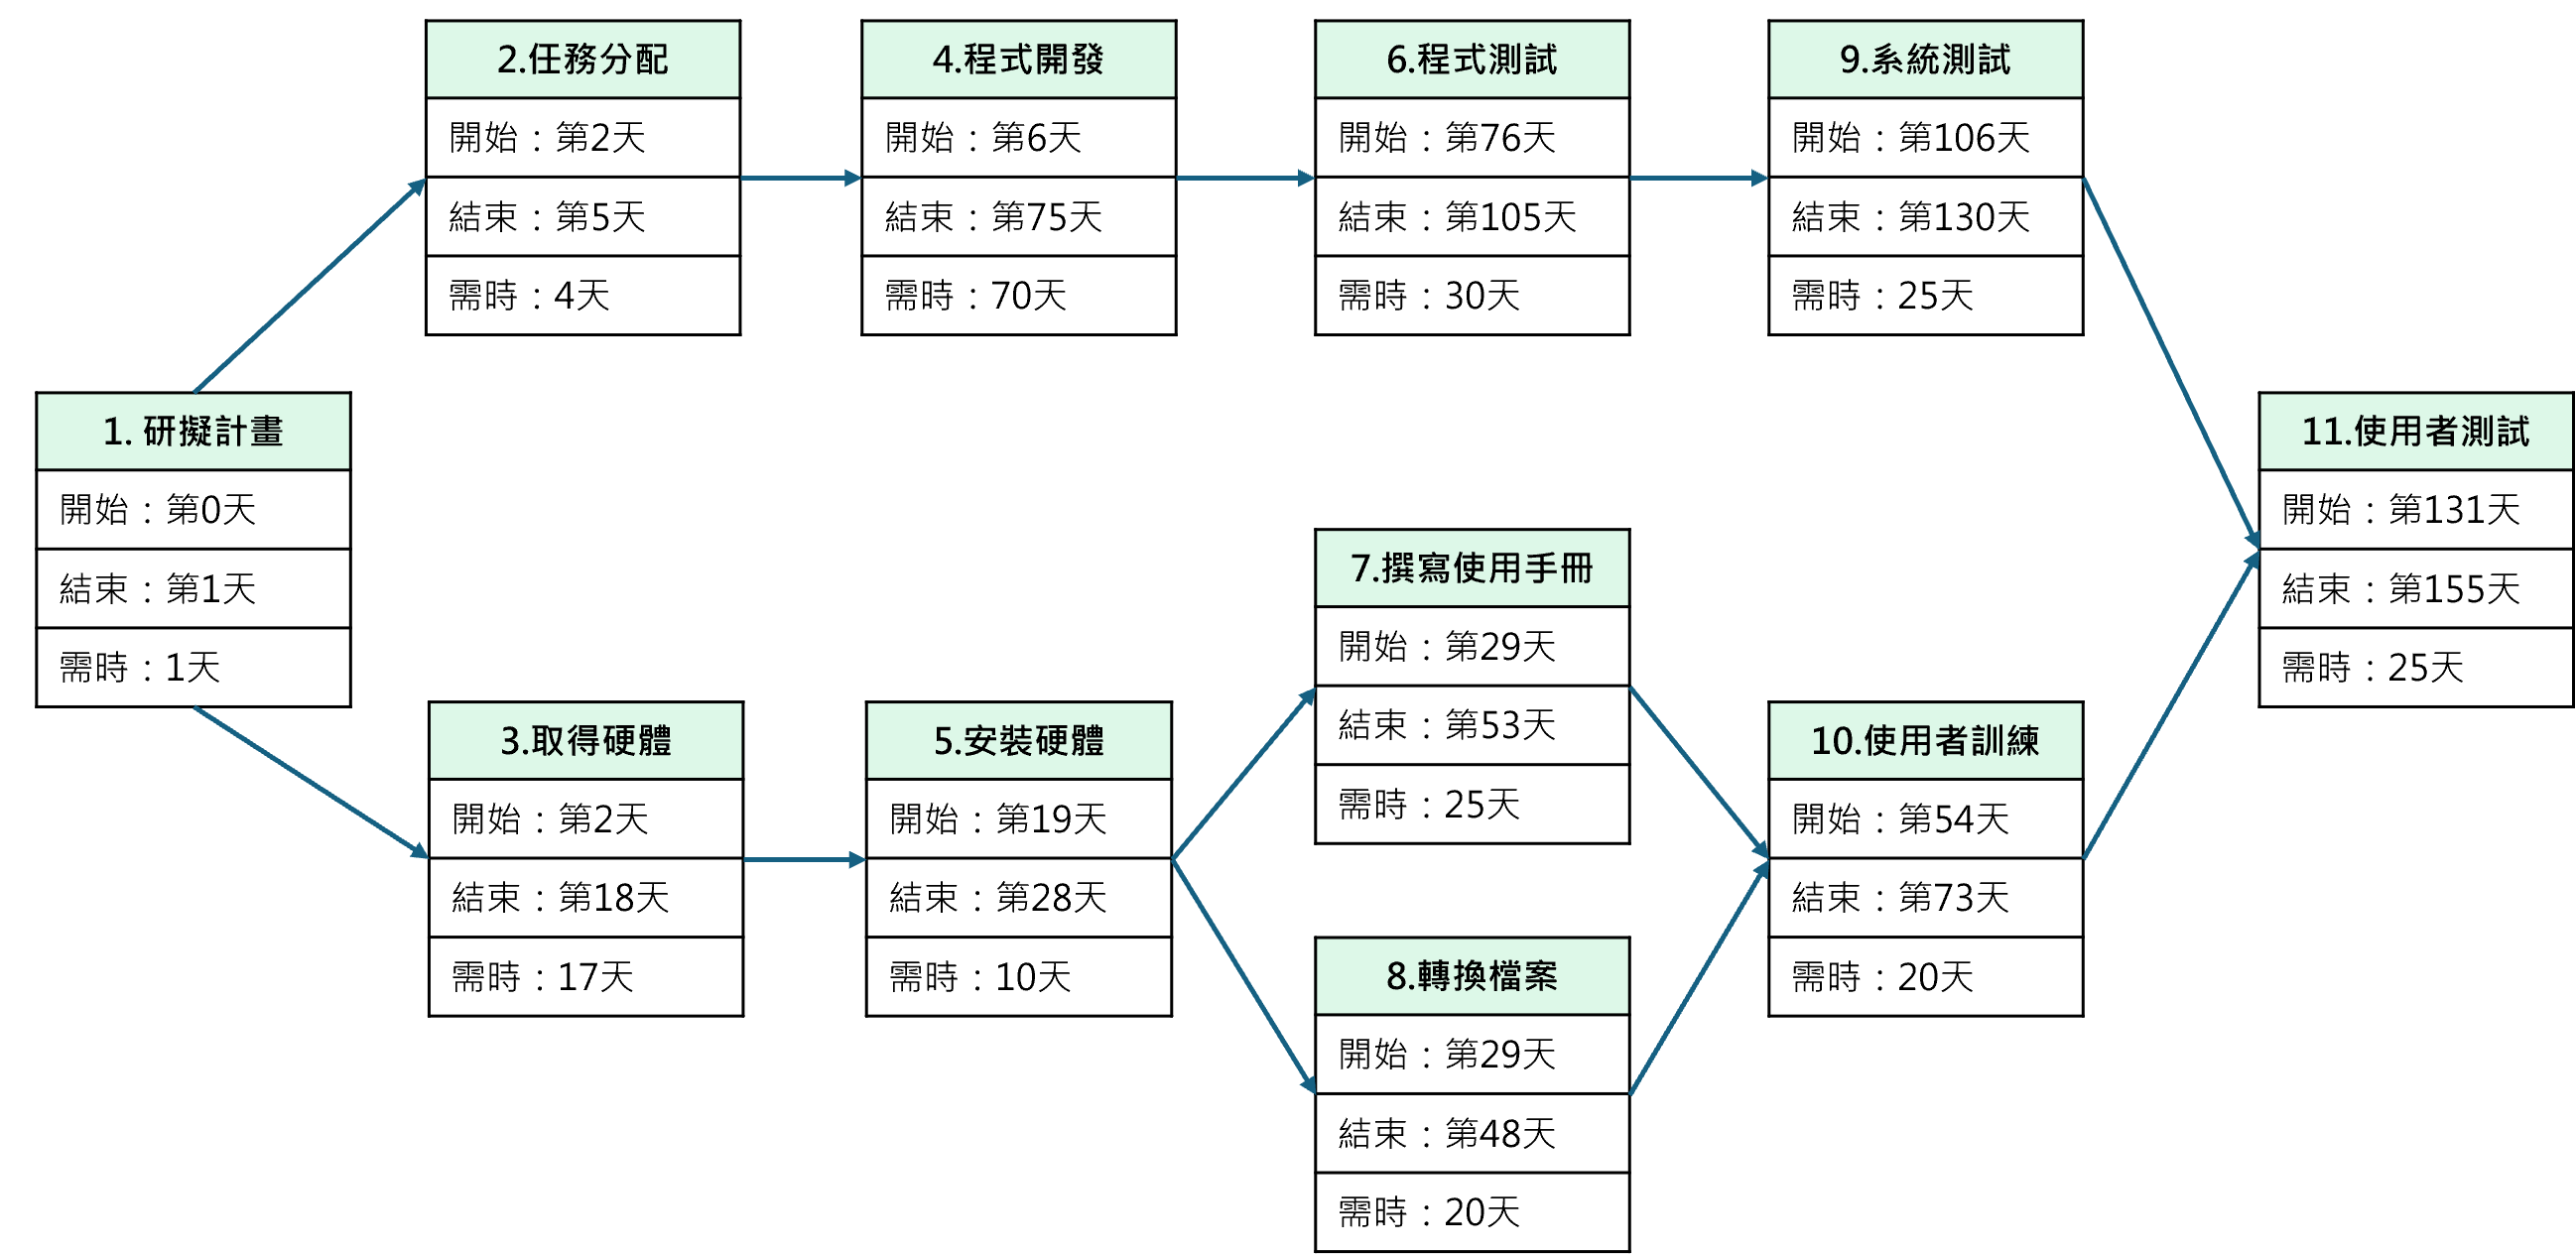 2.任務分配
開始：第2天
結束：第5天
需時：4天
4.程式開發
開始：第6天
結束：第75天
需時：70天
6.程式測試
開始：第76天
結束：第105天
需時：30天
9.系統測試
開始：第106天
結束：第130天
需時：25天
1. 研擬計畫
開始：第0天
結束：第1天
需時：1天
11.使用者測試
開始：第131天
結束：第155天
需時：25天
7.撰寫使用手冊
開始：第29天
結束：第53天
需時：25天
3.取得硬體
開始：第2天
結束：第18天
需時：17天
5.安裝硬體
開始：第19天
結束：第28天
需時：10天
10.使用者訓練
開始：第54天
結束：第73天
需時：20天
8.轉換檔案
開始：第29天
結束：第48天
需時：20天